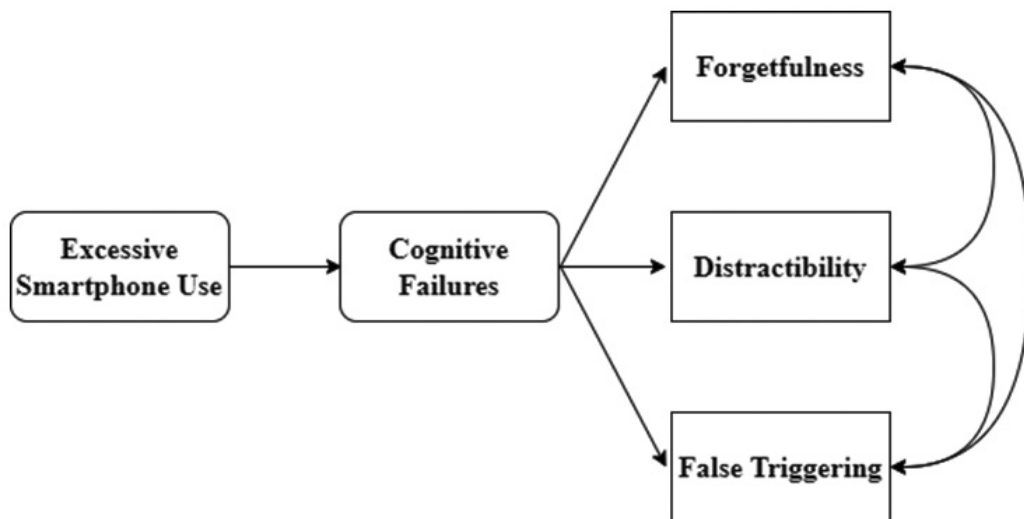 Forgetfulness
Excessive
Smartphone Use
Cognitive
Failures
Distractibility
False Triggering